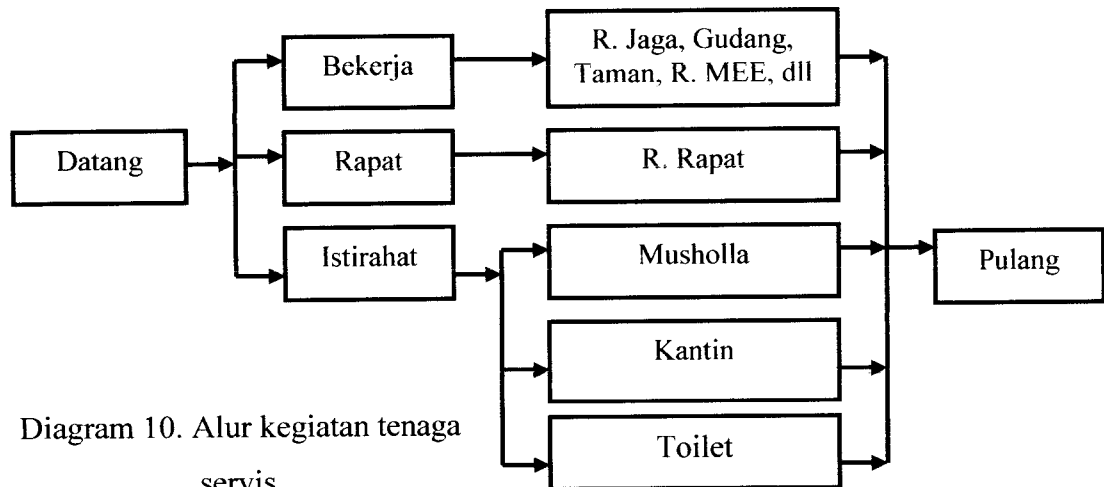 Datang
Bekerja
Rapat
Istirahat
R. Jaga, Gudang,
Taman, R. MEE, dll
R. Rapat
Musholla
Kantin
Toilet
Pulang
Diagram 10. Alur kegiatan tenaga
servis